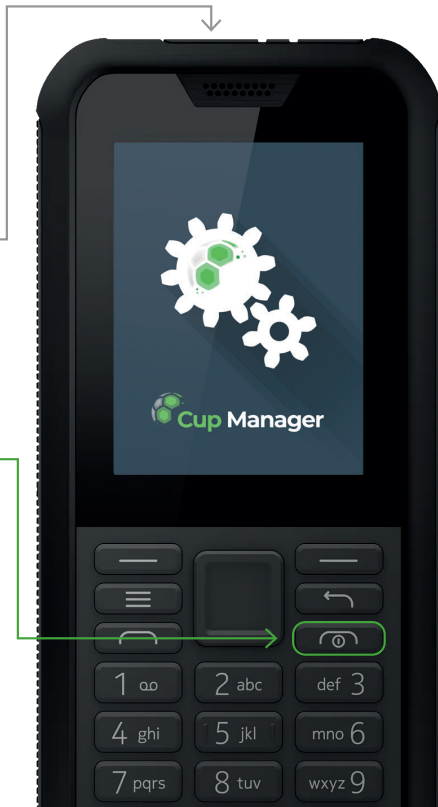 Cup Manager
1
2 abc
def 3
4 ghi
5 jkl
mno 6
7 pqrs
8 tuv
wxyz 9